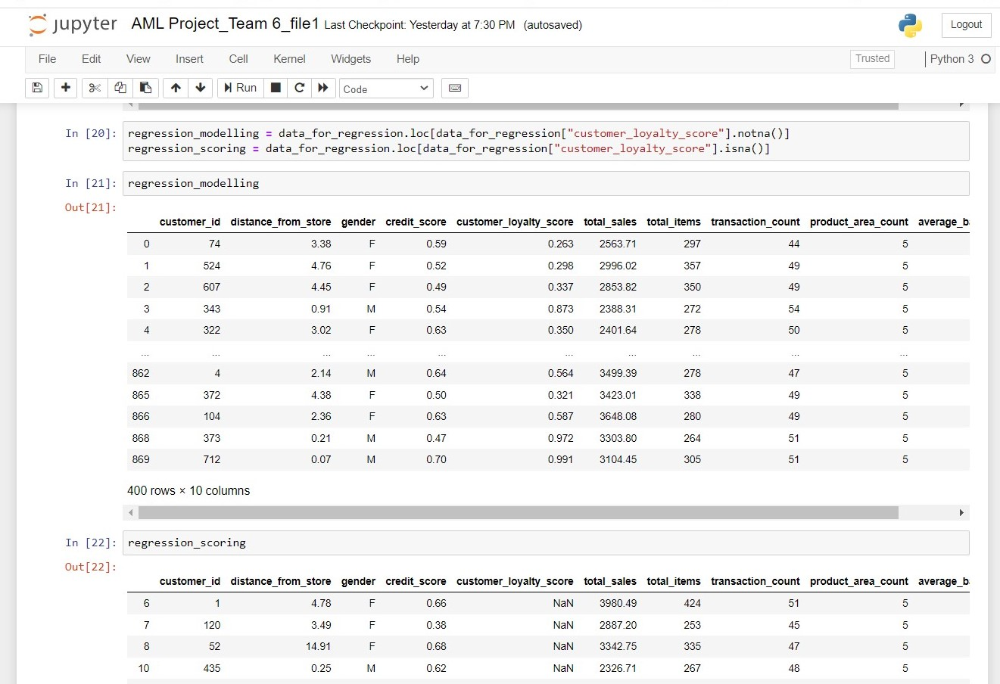 jupyter AML Project_Team 6_file1 Last Checkpoint: Yesterday at 7:30 PM (autosaved) Logout
File Edit View Insert Cell Kernel Widgets Help Trusted Python 3
Run Code
In [20]: regression_modelling = data_for_regression.loc[data_for_regression["customer_loyalty_score"].notna()]
regression_scoring = data_for_regression.loc[data_for_regression["customer_loyalty_score"].isna()]
In [21]: regression_modelling
Out[21]:
customer_id distance_from_store gender credit_score customer_loyalty_score total_sales total_items transaction_count product_area_count average_b
0 74 3.38 F 0.59 0.263 2563.71 297 44 5
1 524 4.76 F 0.52 0.298 2996.02 357 49 5
2 607 4.45 F 0.49 0.337 2853.82 350 49 5
3 343 0.91 M 0.54 0.873 2388.31 272 54 5
4 322 3.02 F 0.63 0.350 2401.64 278 50 5
... ... ... ... ... ... ... ... ... ...
862 4 2.14 M 0.64 0.564 3499.39 278 47 5
865 372 4.38 F 0.50 0.321 3423.01 338 49 5
866 104 2.36 F 0.63 0.587 3648.08 280 49 5
868 373 0.21 M 0.47 0.972 3303.80 264 51 5
869 712 0.07 M 0.70 0.991 3104.45 305 51 5
400 rows × 10 columns
In [22]: regression_scoring
Out[22]:
customer_id distance_from_store gender credit_score customer_loyalty_score total_sales total_items transaction_count product_area_count average_b
6 1 4.78 F 0.66 NaN 3980.49 424 51 5
7 120 3.49 F 0.38 NaN 2887.20 253 45 5
8 52 14.91 F 0.68 NaN 3342.75 335 47 5
10 435 0.25 M 0.62 NaN 2326.71 267 48 5